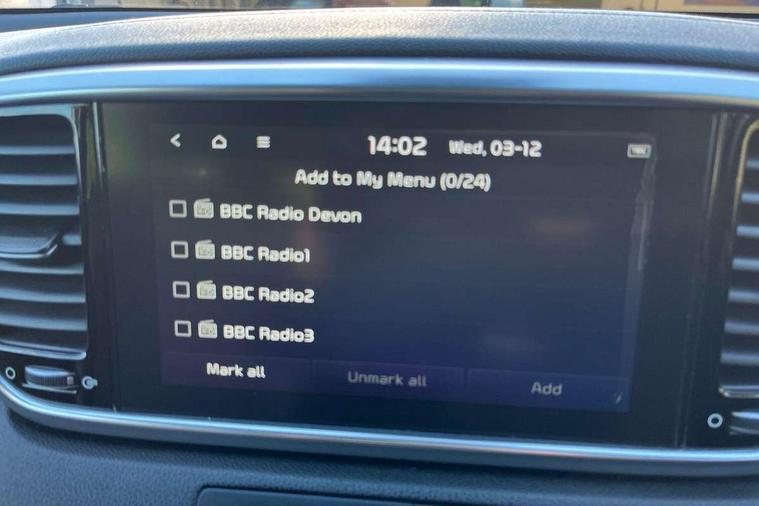 14:02 Wed, 03-12
Add to My Menu (0/24)
BBC Radio Devon
BBC Radio1
BBC Radio2
BBC Radio3
Mark all Unmark all Add